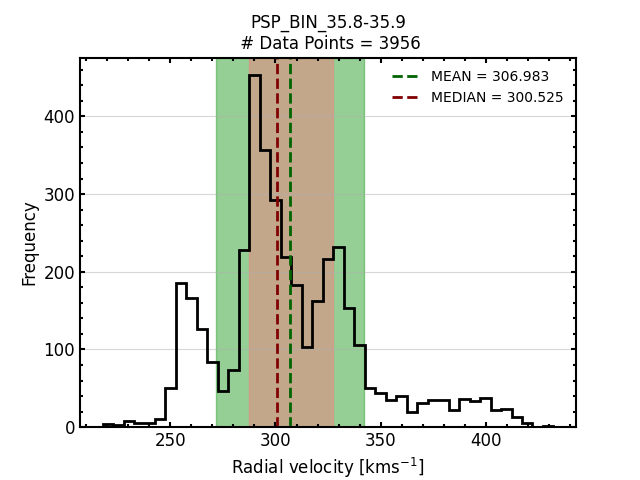 PSP_BIN_35.8-35.9
# Data Points = 3956
MEAN = 306.983
MEDIAN = 300.525
Frequency
400
300
200
100
0
250
300
350
400
Radial velocity [kms⁻¹]